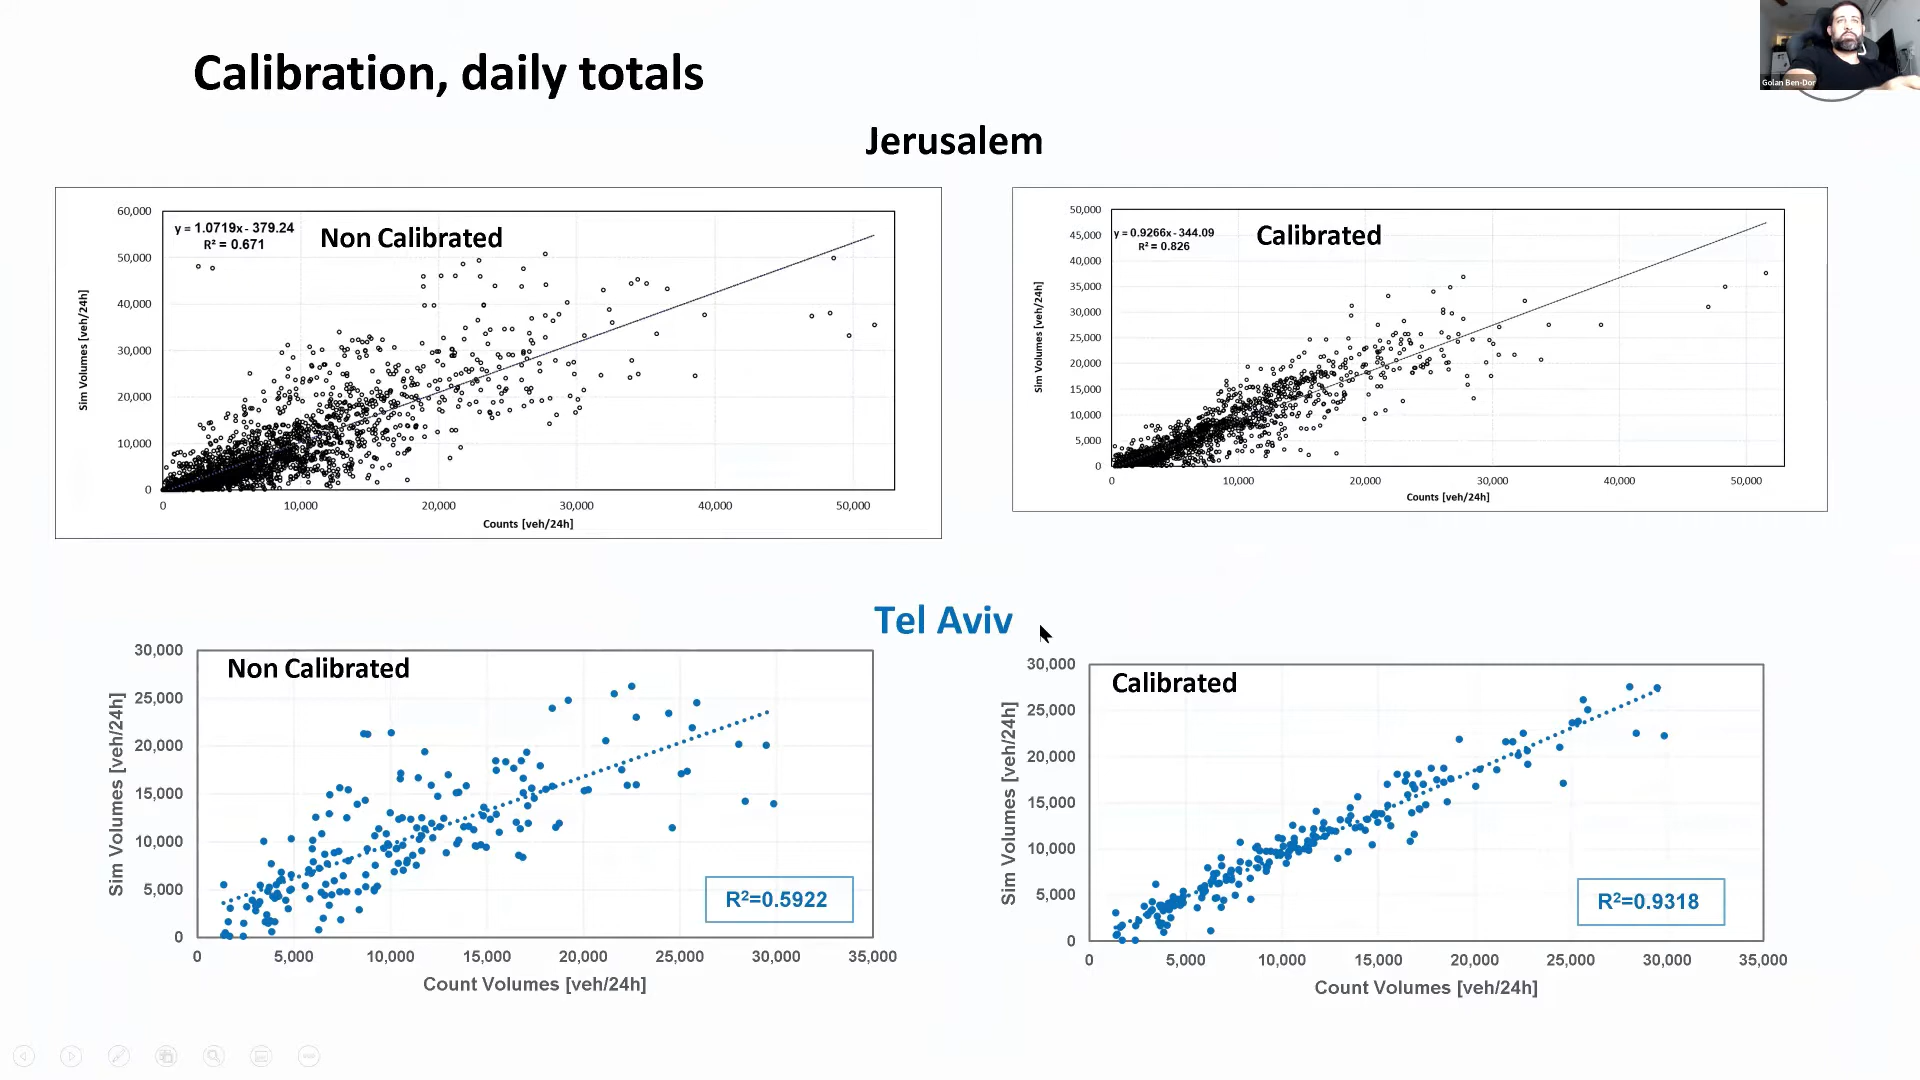 Calibration, daily totals
Golan Ben-Dor
Jerusalem
Non Calibrated
y = 1.0719x - 379.24
R² = 0.671
60,000
50,000
40,000
30,000
20,000
10,000
0
Sim Volumes [veh/24h]
0 10,000 20,000 30,000 40,000 50,000
Counts [veh/24h]
Calibrated
y = 0.9266x - 344.09
R² = 0.826
50,000
45,000
40,000
35,000
30,000
25,000
20,000
15,000
10,000
5,000
0
Sim Volumes [veh/24h]
0 10,000 20,000 30,000 40,000 50,000
Counts [veh/24h]
Tel Aviv
Non Calibrated
30,000
25,000
20,000
15,000
10,000
5,000
0
Sim Volumes [veh/24h]
R²=0.5922
0 5,000 10,000 15,000 20,000 25,000 30,000 35,000
Count Volumes [veh/24h]
Calibrated
30,000
25,000
20,000
15,000
10,000
5,000
0
Sim Volumes [veh/24h]
R²=0.9318
0 5,000 10,000 15,000 20,000 25,000 30,000 35,000
Count Volumes [veh/24h]